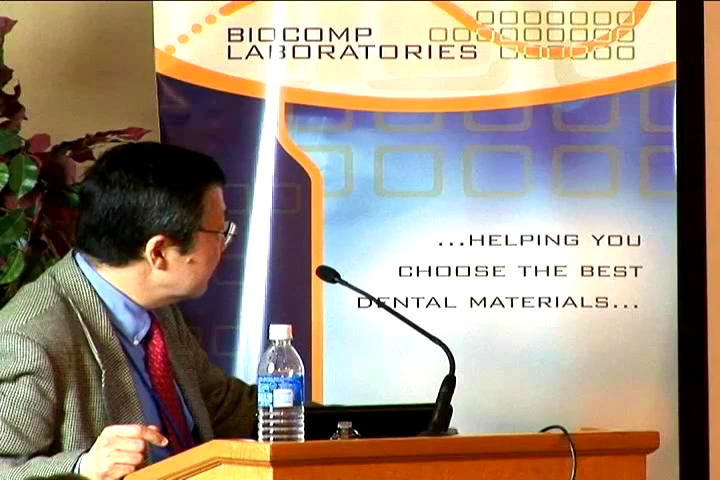 BIOCOMP
LABORATORIES
...HELPING YOU
CHOOSE THE BEST
DENTAL MATERIALS...